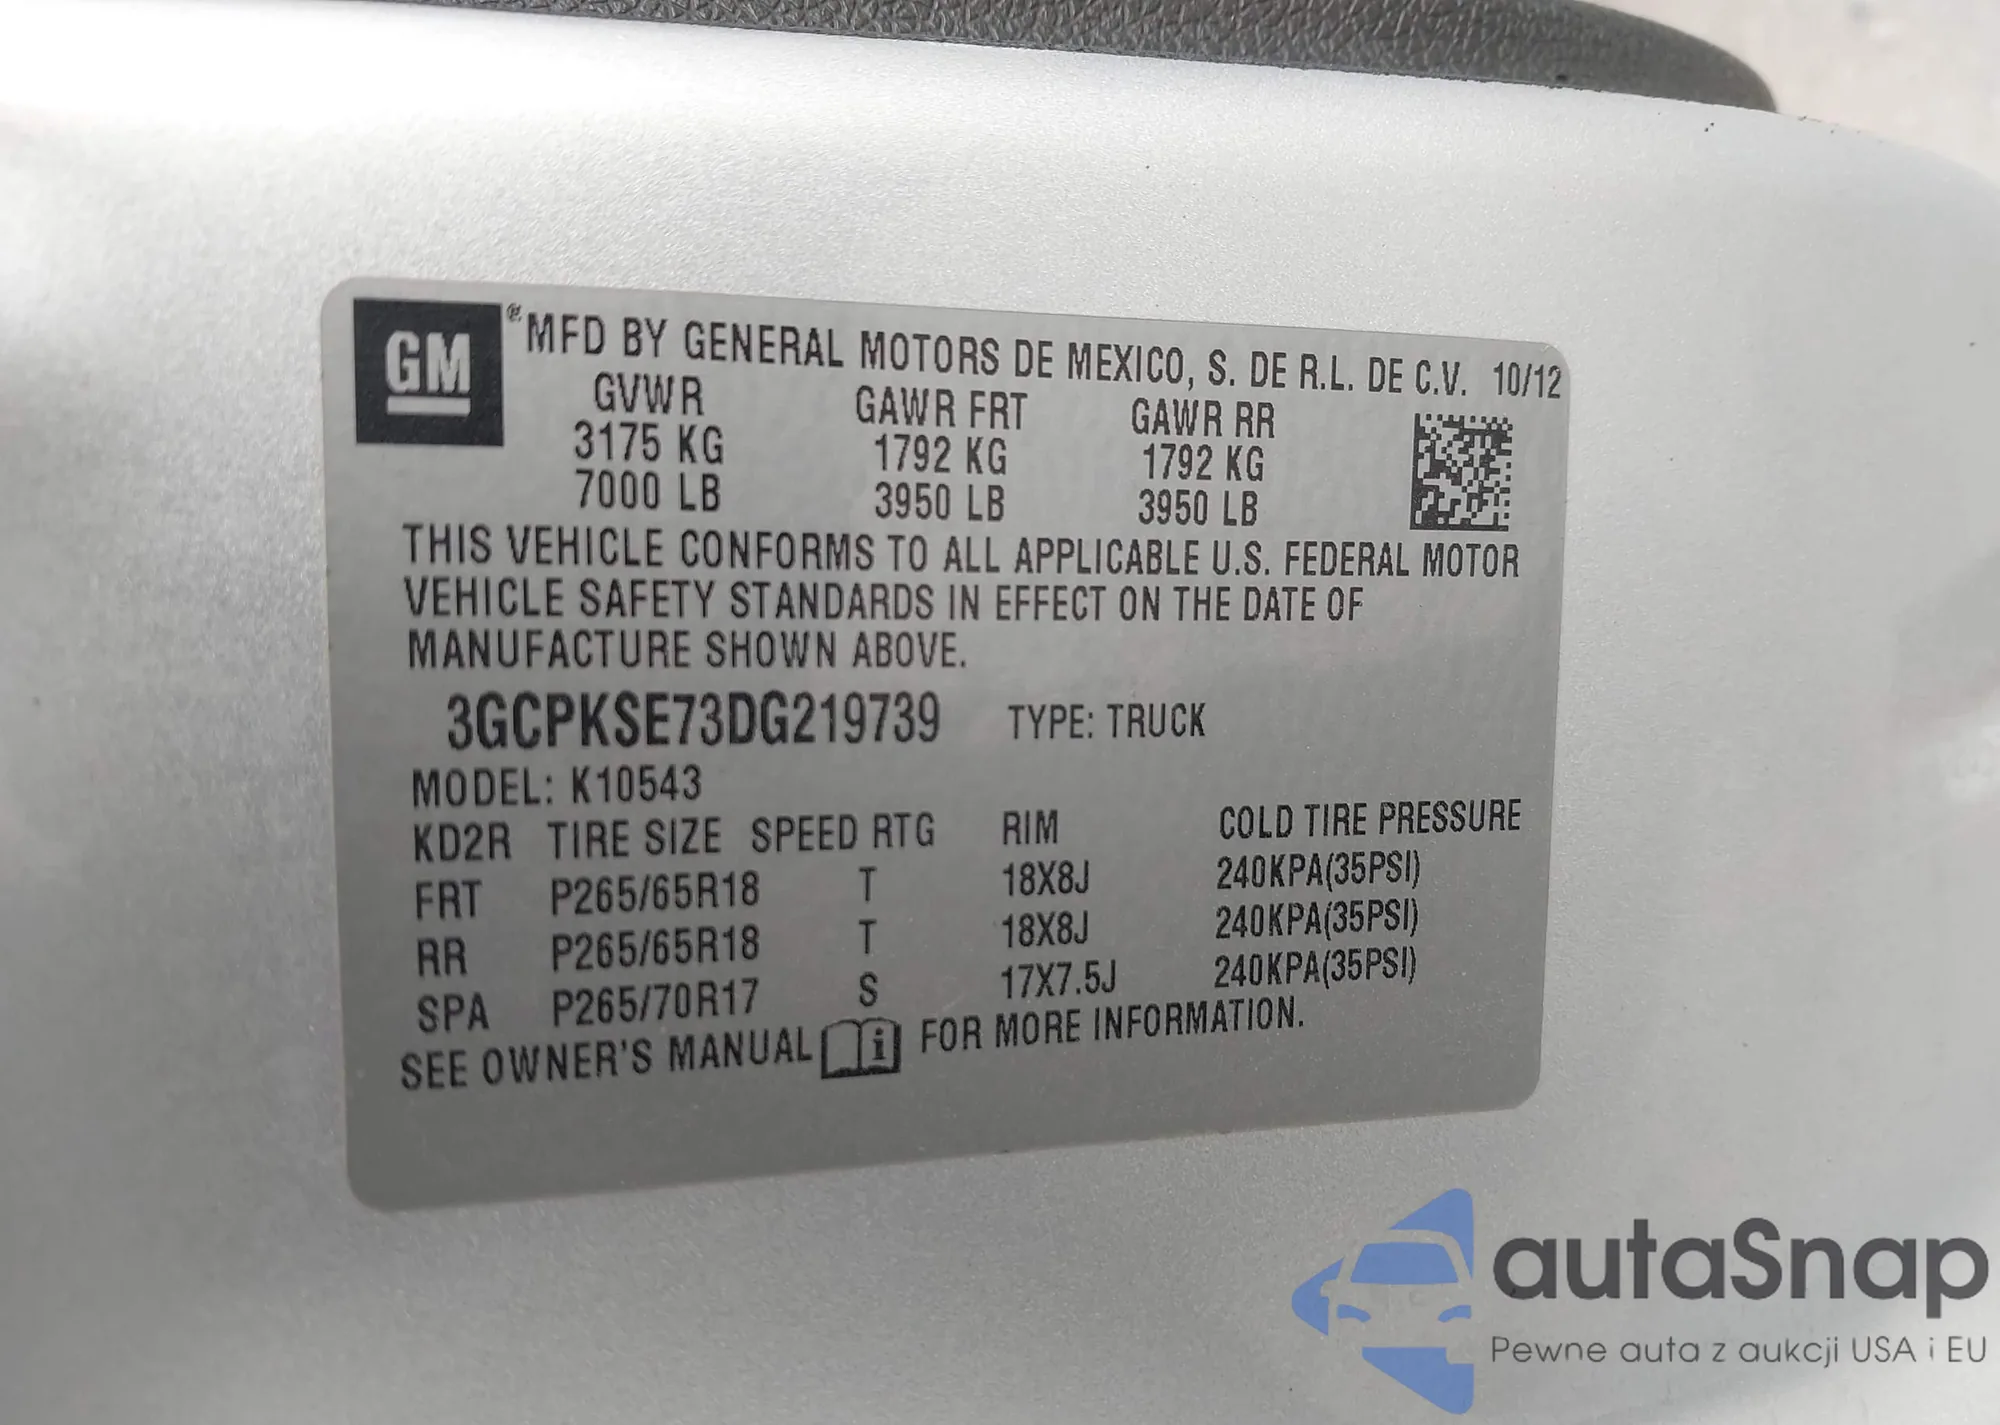 GM ® MFD BY GENERAL MOTORS DE MEXICO, S. DE R.L. DE C.V. 10/12
GVWR GAWR FRT GAWR RR
3175 KG 1792 KG 1792 KG
7000 LB 3950 LB 3950 LB
THIS VEHICLE CONFORMS TO ALL APPLICABLE U.S. FEDERAL MOTOR
VEHICLE SAFETY STANDARDS IN EFFECT ON THE DATE OF
MANUFACTURE SHOWN ABOVE.
3GCPKSE73DG219739 TYPE: TRUCK
MODEL: K10543
KD2R TIRE SIZE SPEED RTG RIM COLD TIRE PRESSURE
FRT P265/65R18 T 18X8J 240KPA(35PSI)
RR P265/65R18 T 18X8J 240KPA(35PSI)
SPA P265/70R17 S 17X7.5J 240KPA(35PSI)
SEE OWNER'S MANUAL i FOR MORE INFORMATION.
autaSnap
Pewne auta z aukcji USA i EU